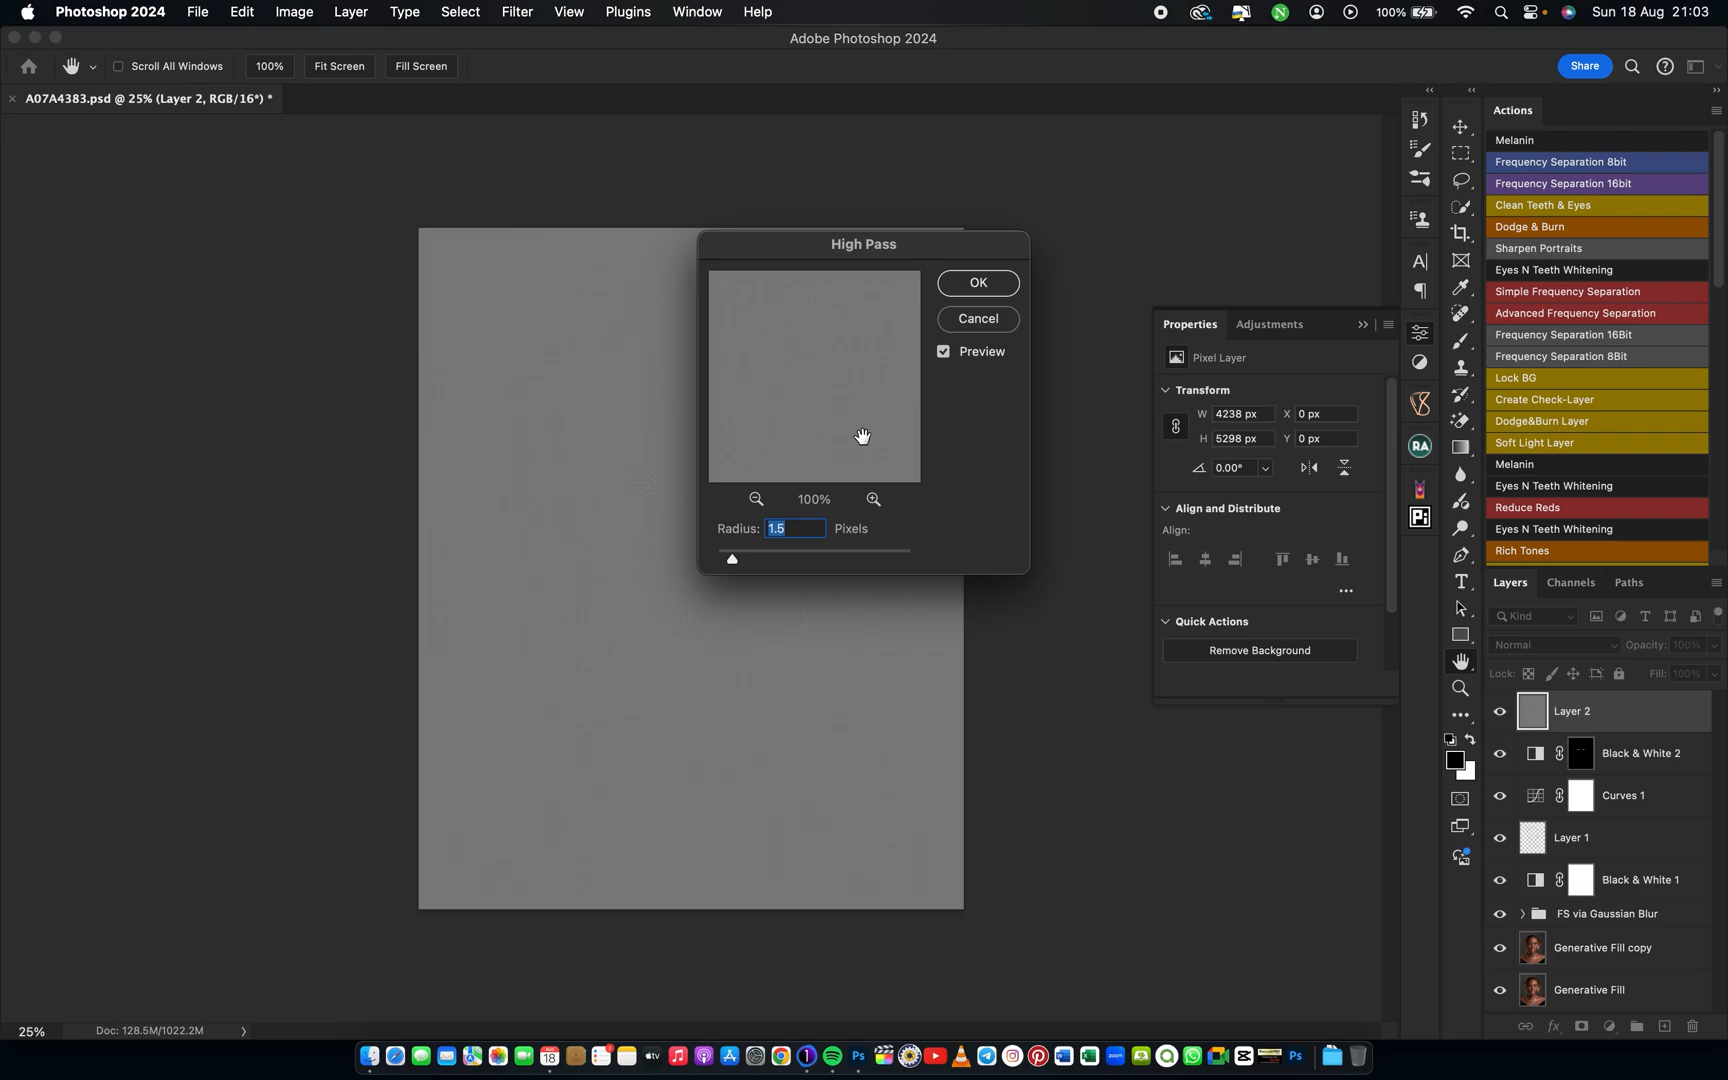 Photoshop 2024 File Edit Image Layer Type Select Filter View Plugins Window Help 100% Sun 18 Aug 21:03
Adobe Photoshop 2024
Scroll All Windows 100% Fit Screen Fill Screen Share
A07A4383.psd @ 25% (Layer 2, RGB/16*) *
Actions
Melanin
Frequency Separation 8bit
Frequency Separation 16bit
Clean Teeth & Eyes
Dodge & Burn
Sharpen Portraits
Eyes N Teeth Whitening
Simple Frequency Separation
Advanced Frequency Separation
Frequency Separation 16Bit
Frequency Separation 8Bit
Lock BG
Create Check-Layer
Dodge&Burn Layer
Soft Light Layer
Melanin
Eyes N Teeth Whitening
Reduce Reds
Eyes N Teeth Whitening
Rich Tones
High Pass
OK
Cancel
Preview
100%
Radius: 1.5 Pixels
Properties Adjustments
Pixel Layer
Transform
W 4238 px X 0 px
H 5298 px Y 0 px
0.00°
Align and Distribute
Align:
Quick Actions
Remove Background
RA
Pi
Layers Channels Paths
Kind
Normal Opacity: 100%
Lock: Fill: 100%
Layer 2
Black & White 2
Curves 1
Layer 1
Black & White 1
FS via Gaussian Blur
Generative Fill copy
Generative Fill
25% Doc: 128.5M/1022.2M